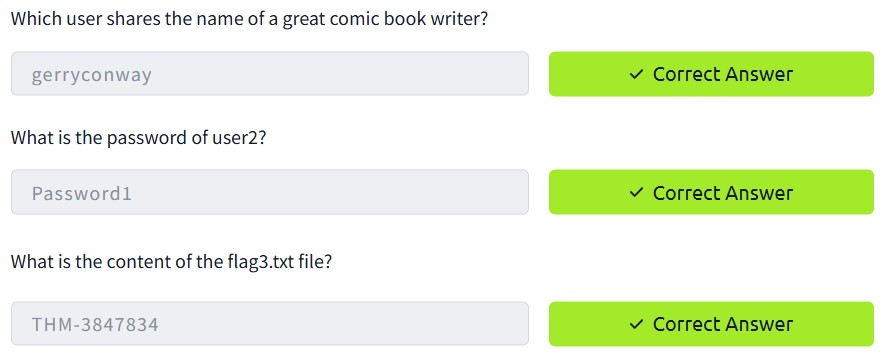 Which user shares the name of a great comic book writer?
gerryconway
✓ Correct Answer
What is the password of user2?
Password1
✓ Correct Answer
What is the content of the flag3.txt file?
THM-3847834
✓ Correct Answer